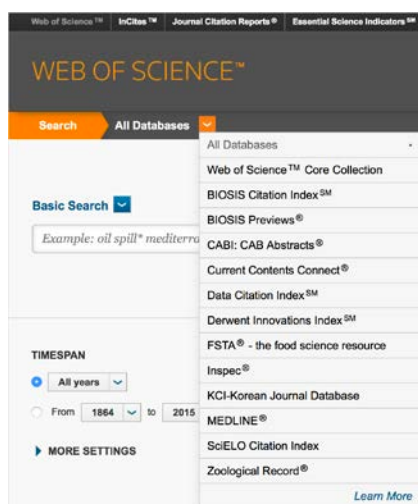 Web of Science™ InCites™ Journal Citation Reports® Essential Science Indicators℠
WEB OF SCIENCE™
Search All Databases
All Databases
Web of Science™ Core Collection
BIOSIS Citation Index℠
BIOSIS Previews®
CABI: CAB Abstracts®
Current Contents Connect®
Data Citation Index℠
Derwent Innovations Index℠
FSTA® - the food science resource
Inspec®
KCI-Korean Journal Database
MEDLINE®
SciELO Citation Index
Zoological Record®
Learn More
Basic Search
Example: oil spill* mediterra
TIMESPAN
All years
From 1864 to 2015
MORE SETTINGS